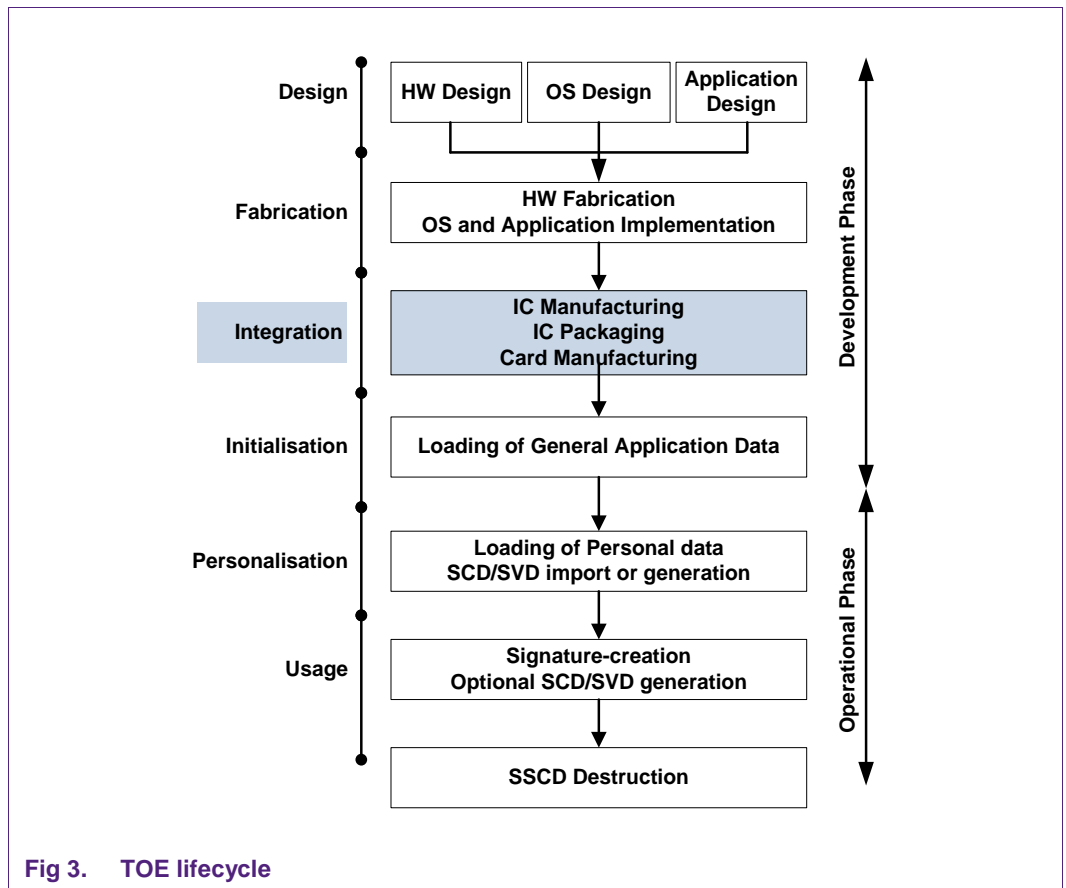 Design
HW Design
OS Design
Application
Design
Fabrication
HW Fabrication
OS and Application Implementation
Integration
IC Manufacturing
IC Packaging
Card Manufacturing
Initialisation
Loading of General Application Data
Personalisation
Loading of Personal data
SCD/SVD import or generation
Usage
Signature-creation
Optional SCD/SVD generation
SSCD Destruction
Development Phase
Operational Phase
Fig 3. TOE lifecycle